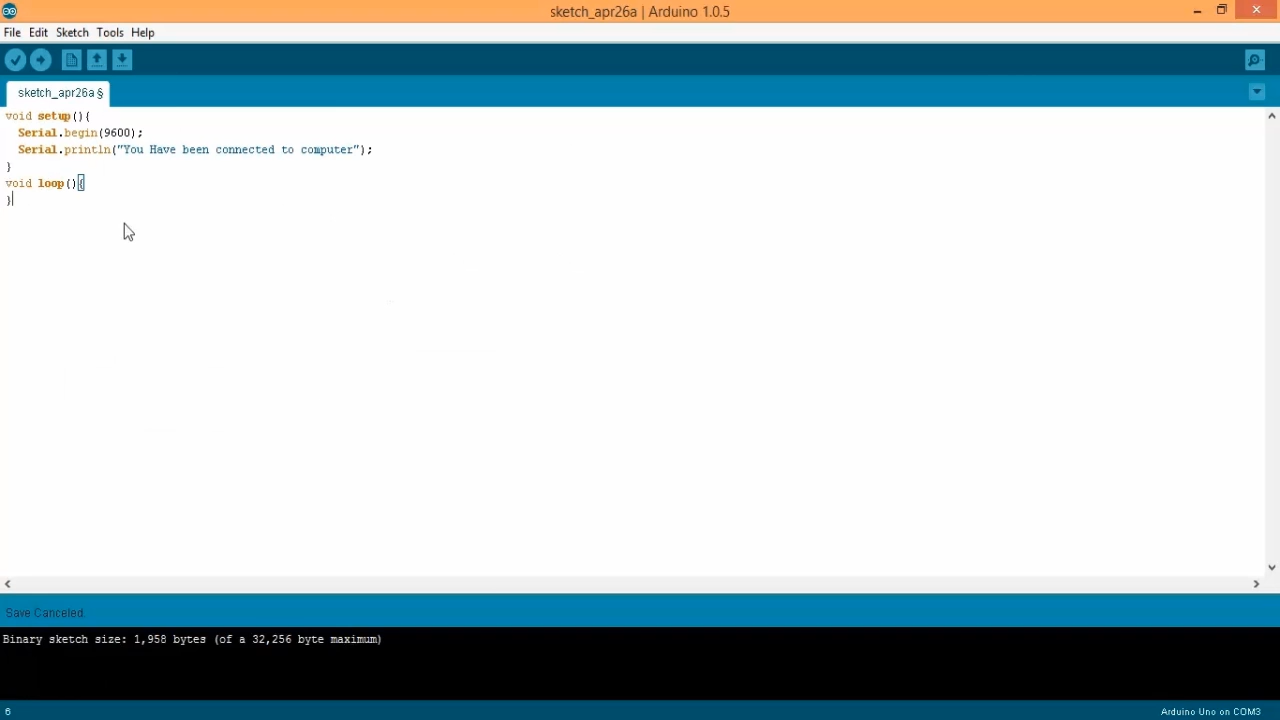 sketch_apr26a | Arduino 1.0.5
File Edit Sketch Tools Help
sketch_apr26a §
void setup(){
  Serial.begin(9600);
  Serial.println("You Have been connected to computer");
}
void loop(){
}
Save Canceled.
Binary sketch size: 1,958 bytes (of a 32,256 byte maximum)
6
Arduino Uno on COM3